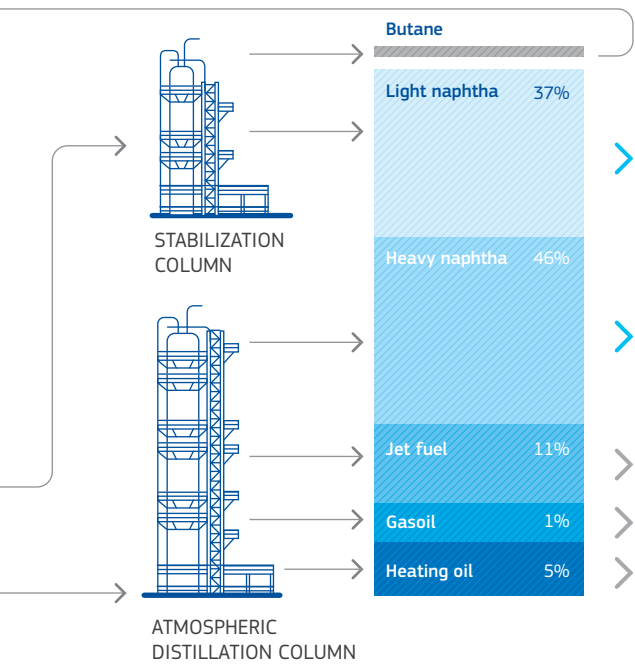 Butane
Light naphtha 37%
STABILIZATION
COLUMN
Heavy naphtha 46%
Jet fuel 11%
Gasoil 1%
Heating oil 5%
ATMOSPHERIC
DISTILLATION COLUMN